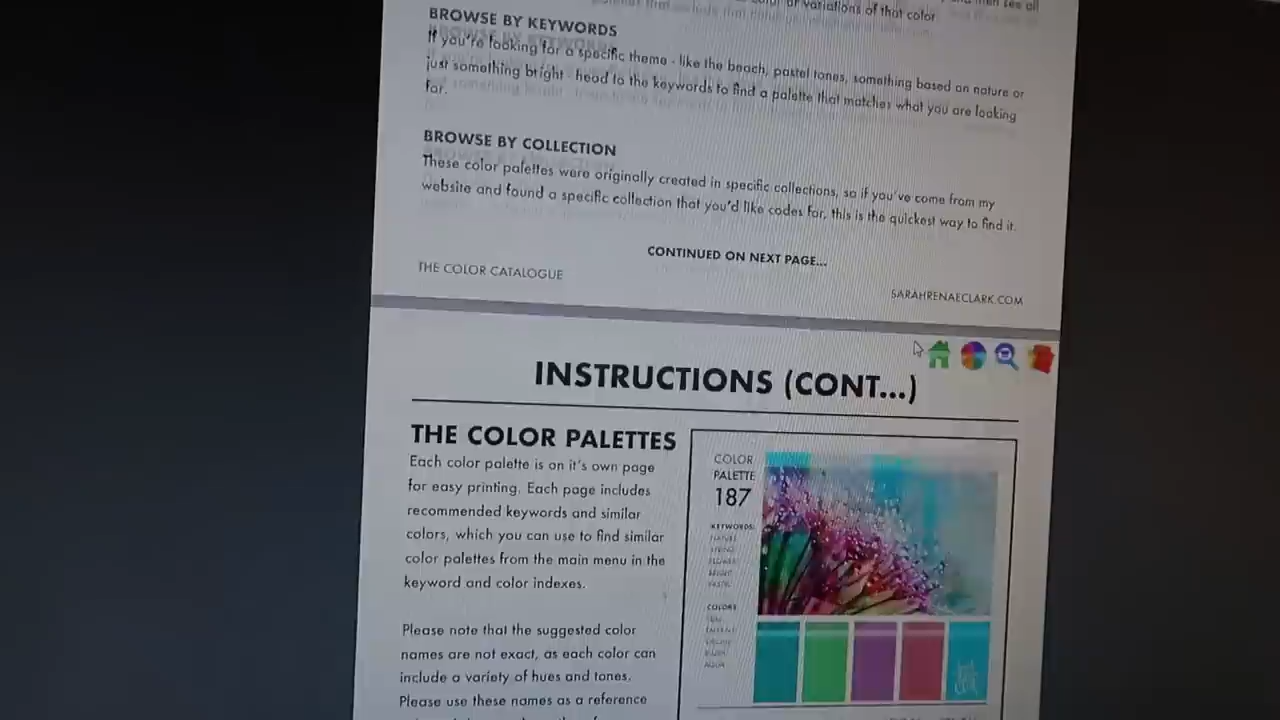 variations of that color
BROWSE BY KEYWORDS
If you're looking for a specific theme - like the beach, pastel tones, something based on nature or
just something bright - head to the keywords to find a palette that matches what you are looking
for.
BROWSE BY COLLECTION
These color palettes were originally created in specific collections, so if you've come from my
website and found a specific collection that you'd like codes for, this is the quickest way to find it.
CONTINUED ON NEXT PAGE...
THE COLOR CATALOGUE
SARAHRENAECLARK.COM
INSTRUCTIONS (CONT...)
THE COLOR PALETTES
Each color palette is on it's own page
for easy printing. Each page includes
recommended keywords and similar
colors, which you can use to find similar
color palettes from the main menu in the
keyword and color indexes.
Please note that the suggested color
names are not exact, as each color can
include a variety of hues and tones.
Please use these names as a reference
COLOR
PALETTE
187
KEYWORDS:
COLORS